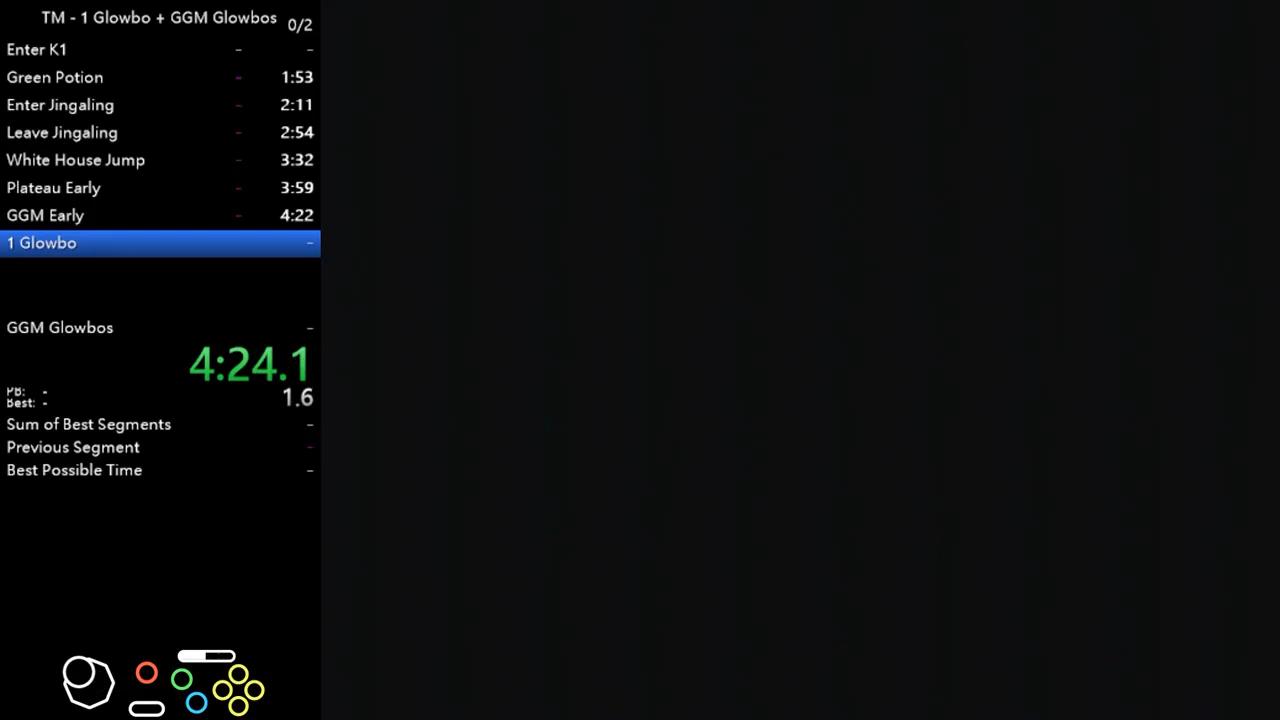 TM - 1 Glowbo + GGM Glowbos 0/2
Enter K1 - -
Green Potion - 1:53
Enter Jingaling - 2:11
Leave Jingaling - 2:54
White House Jump - 3:32
Plateau Early - 3:59
GGM Early - 4:22
1 Glowbo -
GGM Glowbos -
4:24.1
PB: -
Best: - 1.6
Sum of Best Segments -
Previous Segment -
Best Possible Time -